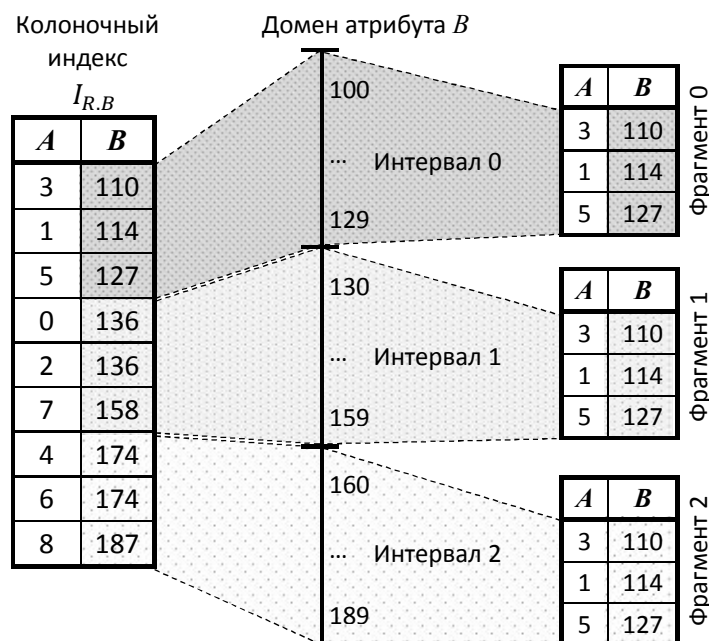 Колоночный
индекс
I_{R.B}
A B
3 110
1 114
5 127
0 136
2 136
7 158
4 174
6 174
8 187
Домен атрибута B
100
... Интервал 0
129
130
... Интервал 1
159
160
... Интервал 2
189
A B
3 110
1 114
5 127
Фрагмент 0
A B
3 110
1 114
5 127
Фрагмент 1
A B
3 110
1 114
5 127
Фрагмент 2